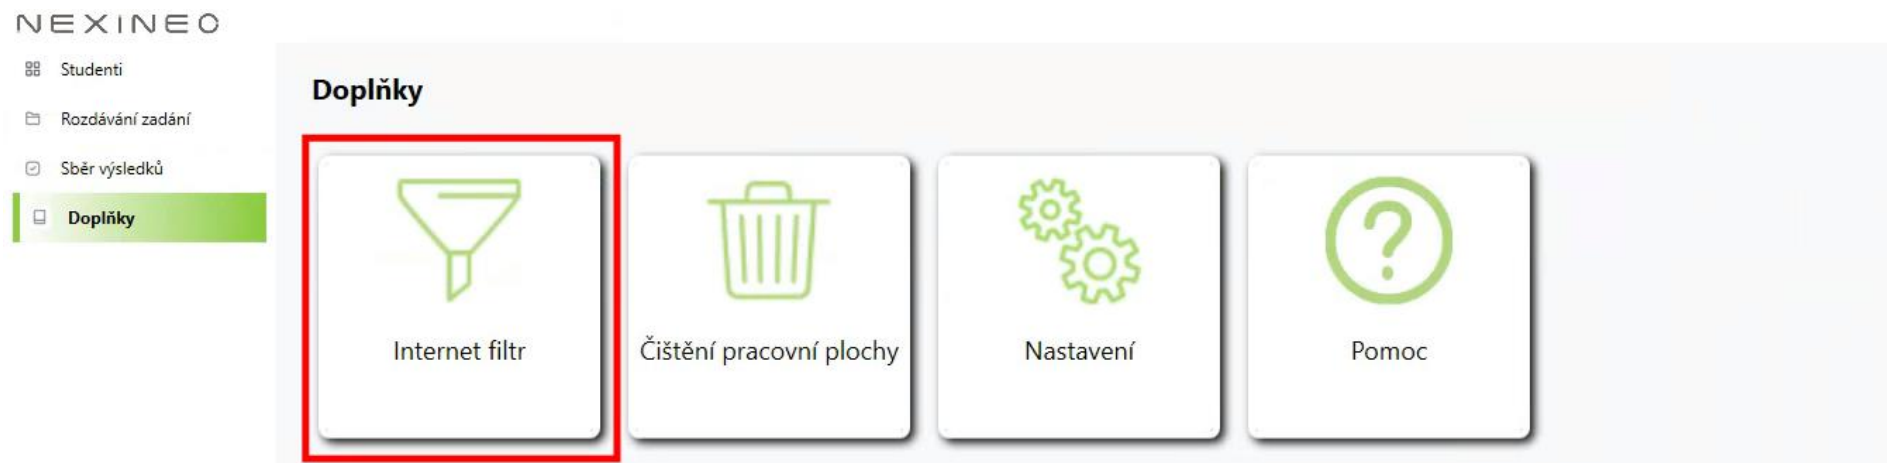 NEXINEO
Studenti
Rozdávání zadání
Sběr výsledků
Doplňky
Doplňky
Internet filtr
Čištění pracovní plochy
Nastavení
Pomoc